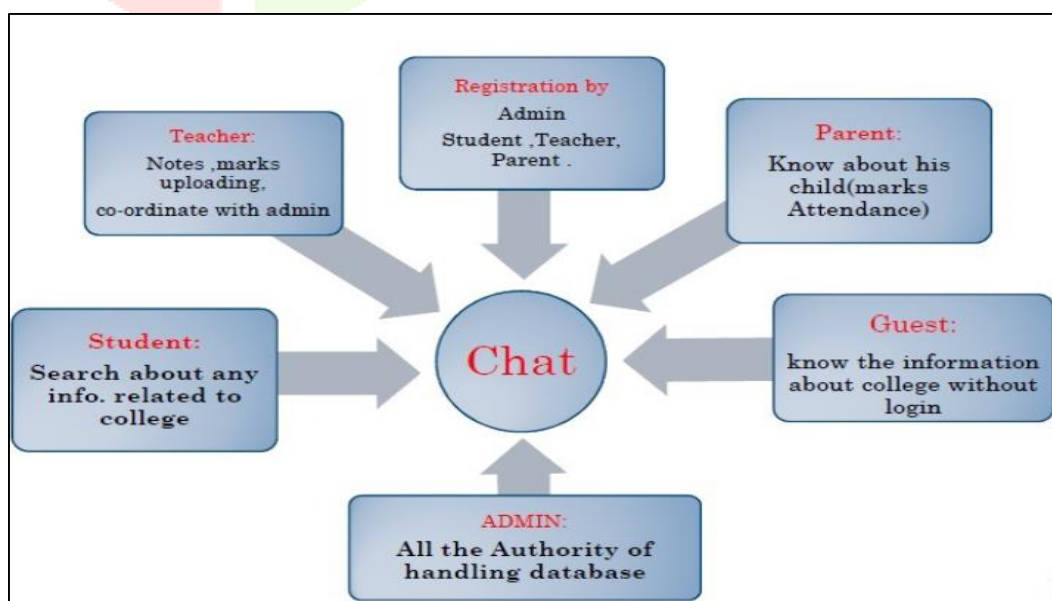 Registration by
Admin
Student ,Teacher,
Parent .
Teacher:
Notes ,marks
uploading,
co-ordinate with admin
Parent:
Know about his
child(marks
Attendance)
Student:
Search about any
info. related to
college
Chat
Guest:
know the information
about college without
login
ADMIN:
All the Authority of
handling database